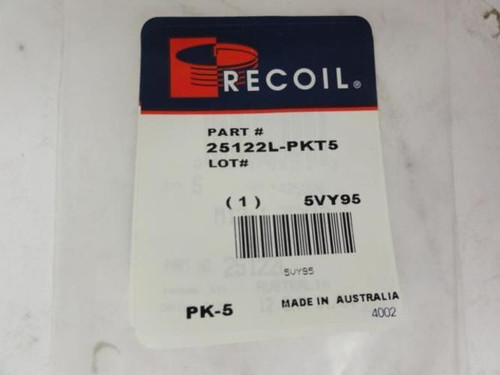 RECOIL®
PART #
25122L-PKT5
LOT#
(1) 5VY95
5VY95
PK-5 MADE IN AUSTRALIA
4002